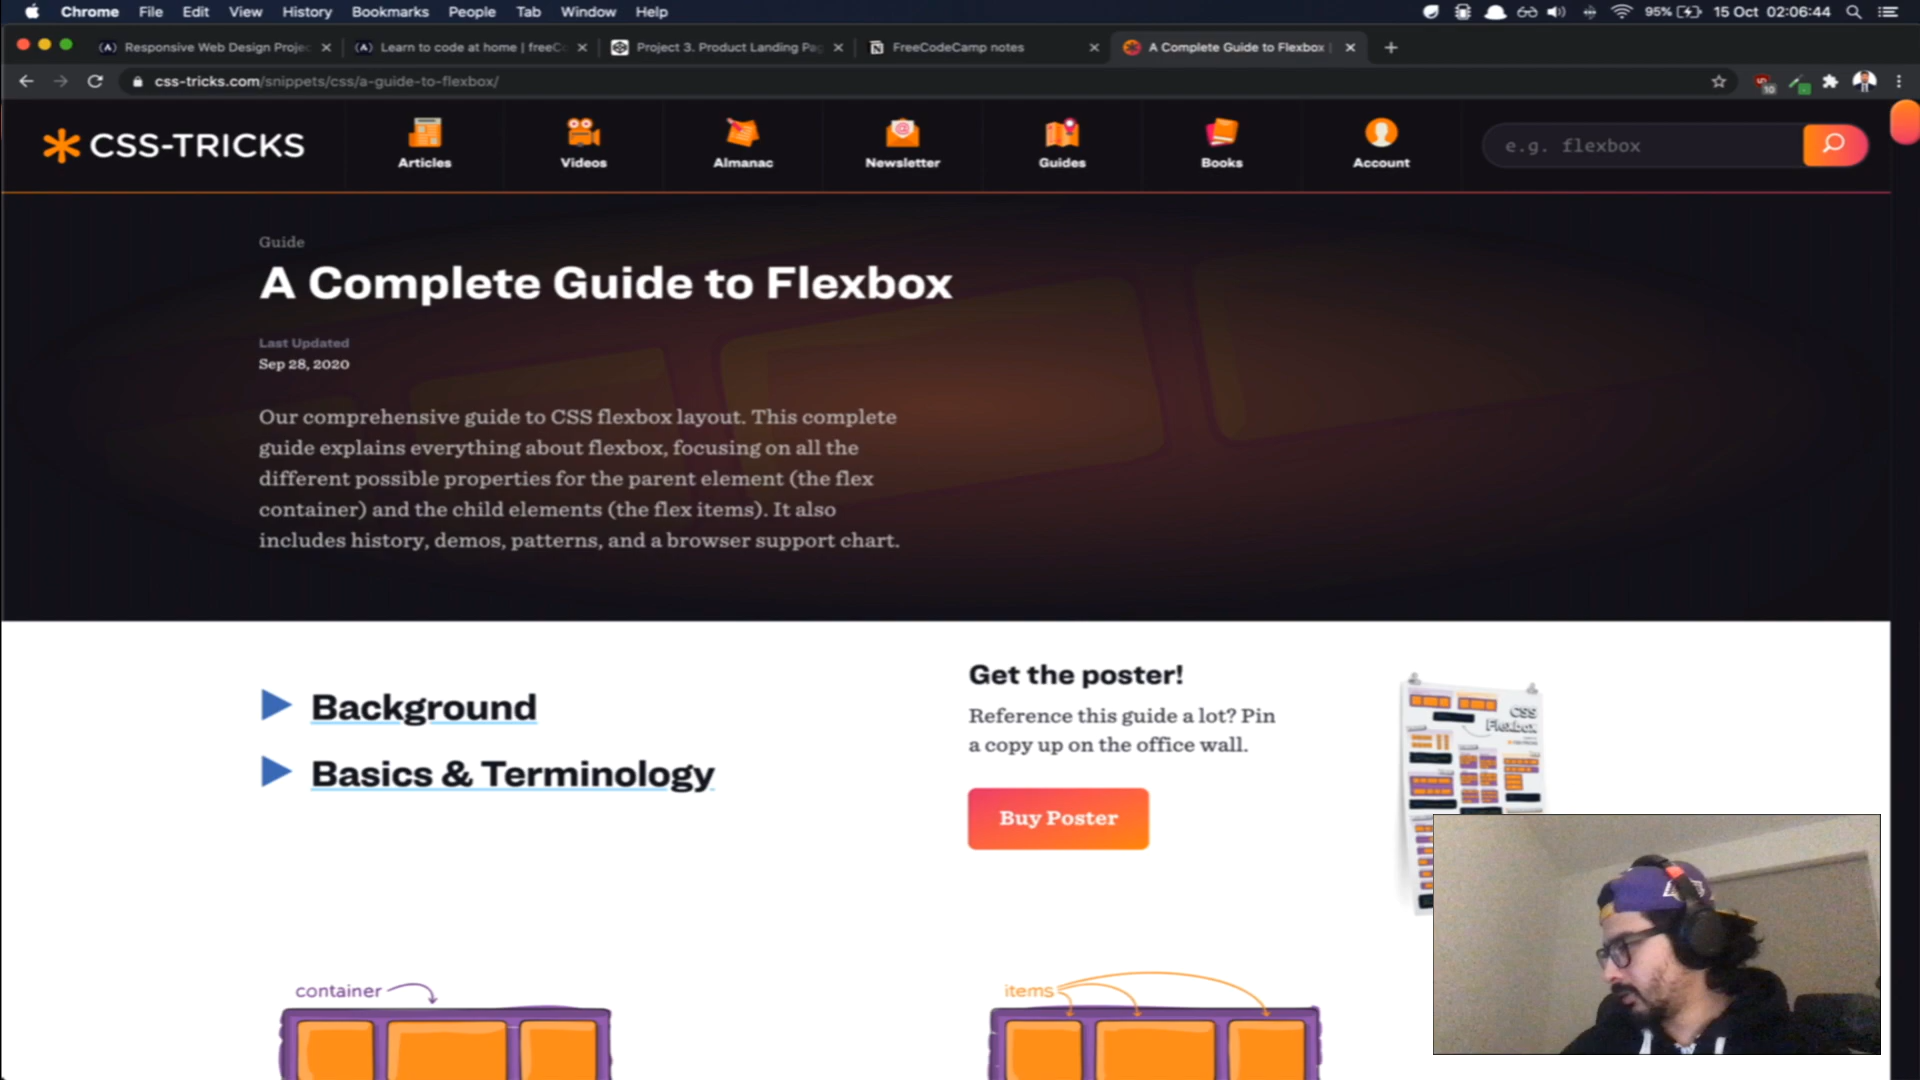 Chrome File Edit View History Bookmarks People Tab Window Help
95% 15 Oct 02:06:44
Responsive Web Design Projec
Learn to code at home | freeCo
Project 3. Product Landing Pag
FreeCodeCamp notes
A Complete Guide to Flexbox |
css-tricks.com/snippets/css/a-guide-to-flexbox/
10
CSS-TRICKS
Articles
Videos
Almanac
Newsletter
Guides
Books
Account
e.g. flexbox
Guide
A Complete Guide to Flexbox
Last Updated
Sep 28, 2020
Our comprehensive guide to CSS flexbox layout. This complete
guide explains everything about flexbox, focusing on all the
different possible properties for the parent element (the flex
container) and the child elements (the flex items). It also
includes history, demos, patterns, and a browser support chart.
Background
Basics & Terminology
Get the poster!
Reference this guide a lot? Pin
a copy up on the office wall.
Buy Poster
CSS
Flexbox
container
items